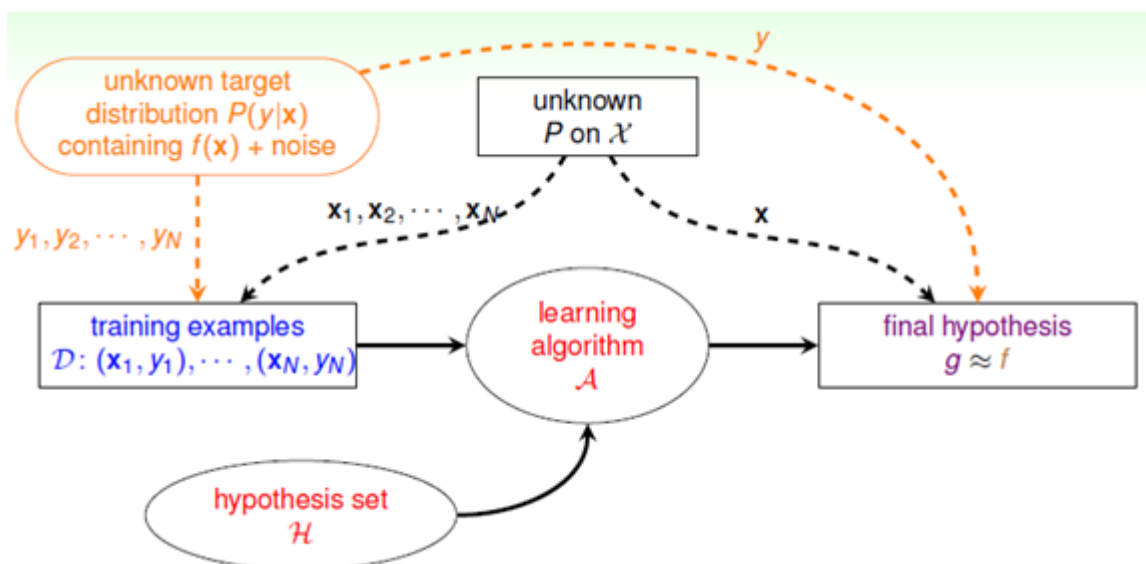 y
unknown target
distribution P(y|x)
containing f(x) + noise
unknown
P on 𝒳
x₁, x₂, ⋯ , x_N
x
y₁, y₂, ⋯ , y_N
training examples
𝒟: (x₁, y₁), ⋯ , (x_N, y_N)
learning
algorithm
𝒜
final hypothesis
g ≈ f
hypothesis set
ℋ